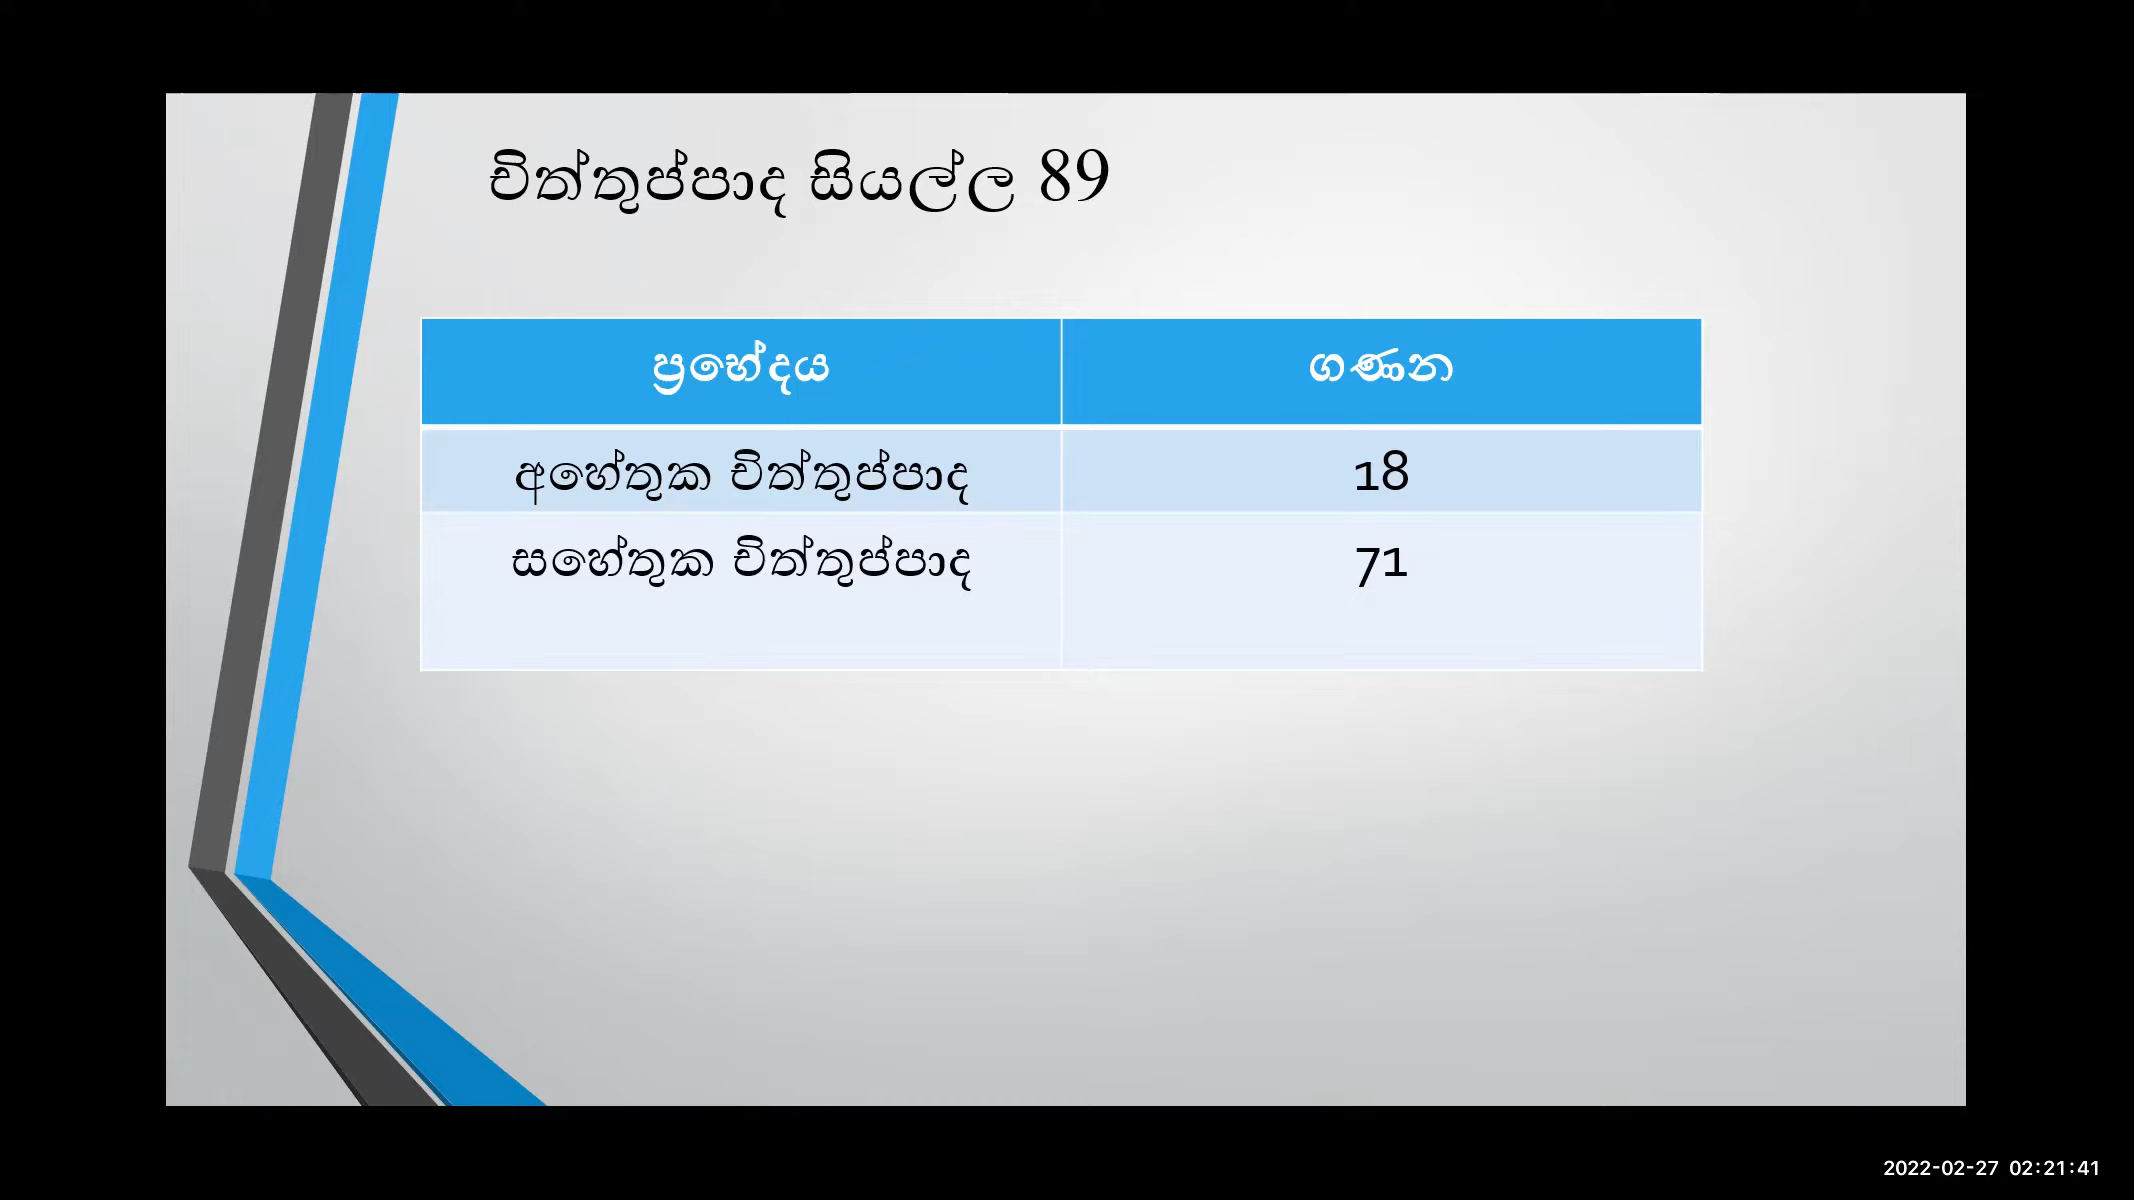 චිත්තුප්පාද සියල්ල 89
ප්‍රභේදය ගණන
අහේතුක චිත්තුප්පාද 18
සහේතුක චිත්තුප්පාද 71
2022-02-27 02:21:41